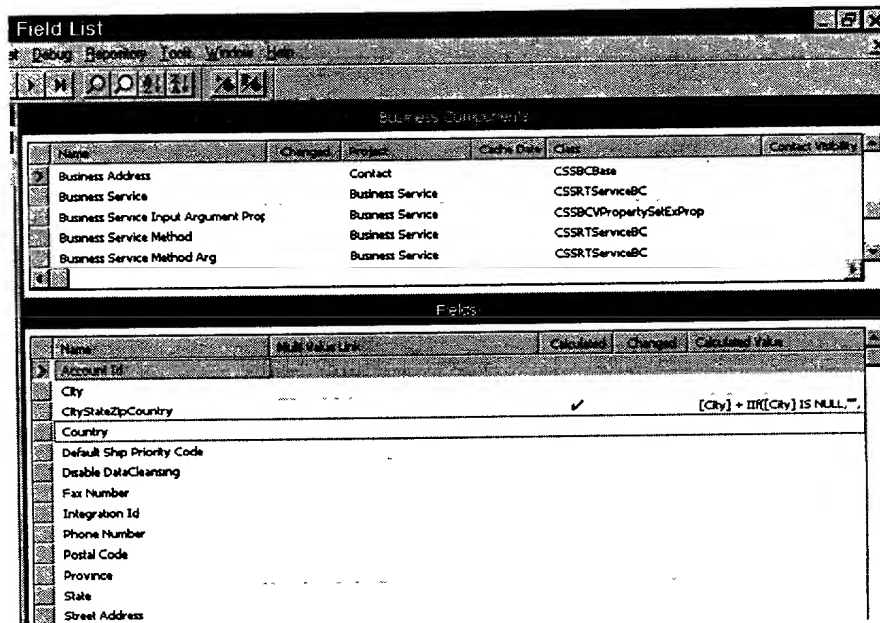 Field List
Debug Repository Tools Window Help
Business Components
Name Changed Project Cache Data Class Contact Visibility
Business Address Contact CSSBCBase
Business Service Business Service CSSRTServiceBC
Business Service Input Argument Prop Business Service CSSBCVPropertySetExProp
Business Service Method Business Service CSSRTServiceBC
Business Service Method Arg Business Service CSSRTServiceBC
Fields
Name Multi Value Link Calculated Changed Calculated Value
Account Id
City
CityStateZipCountry ✓ [City] + IIf([City] IS NULL,"",
Country
Default Ship Priority Code
Disable DataCleansing
Fax Number
Integration Id
Phone Number
Postal Code
Province
State
Street Address